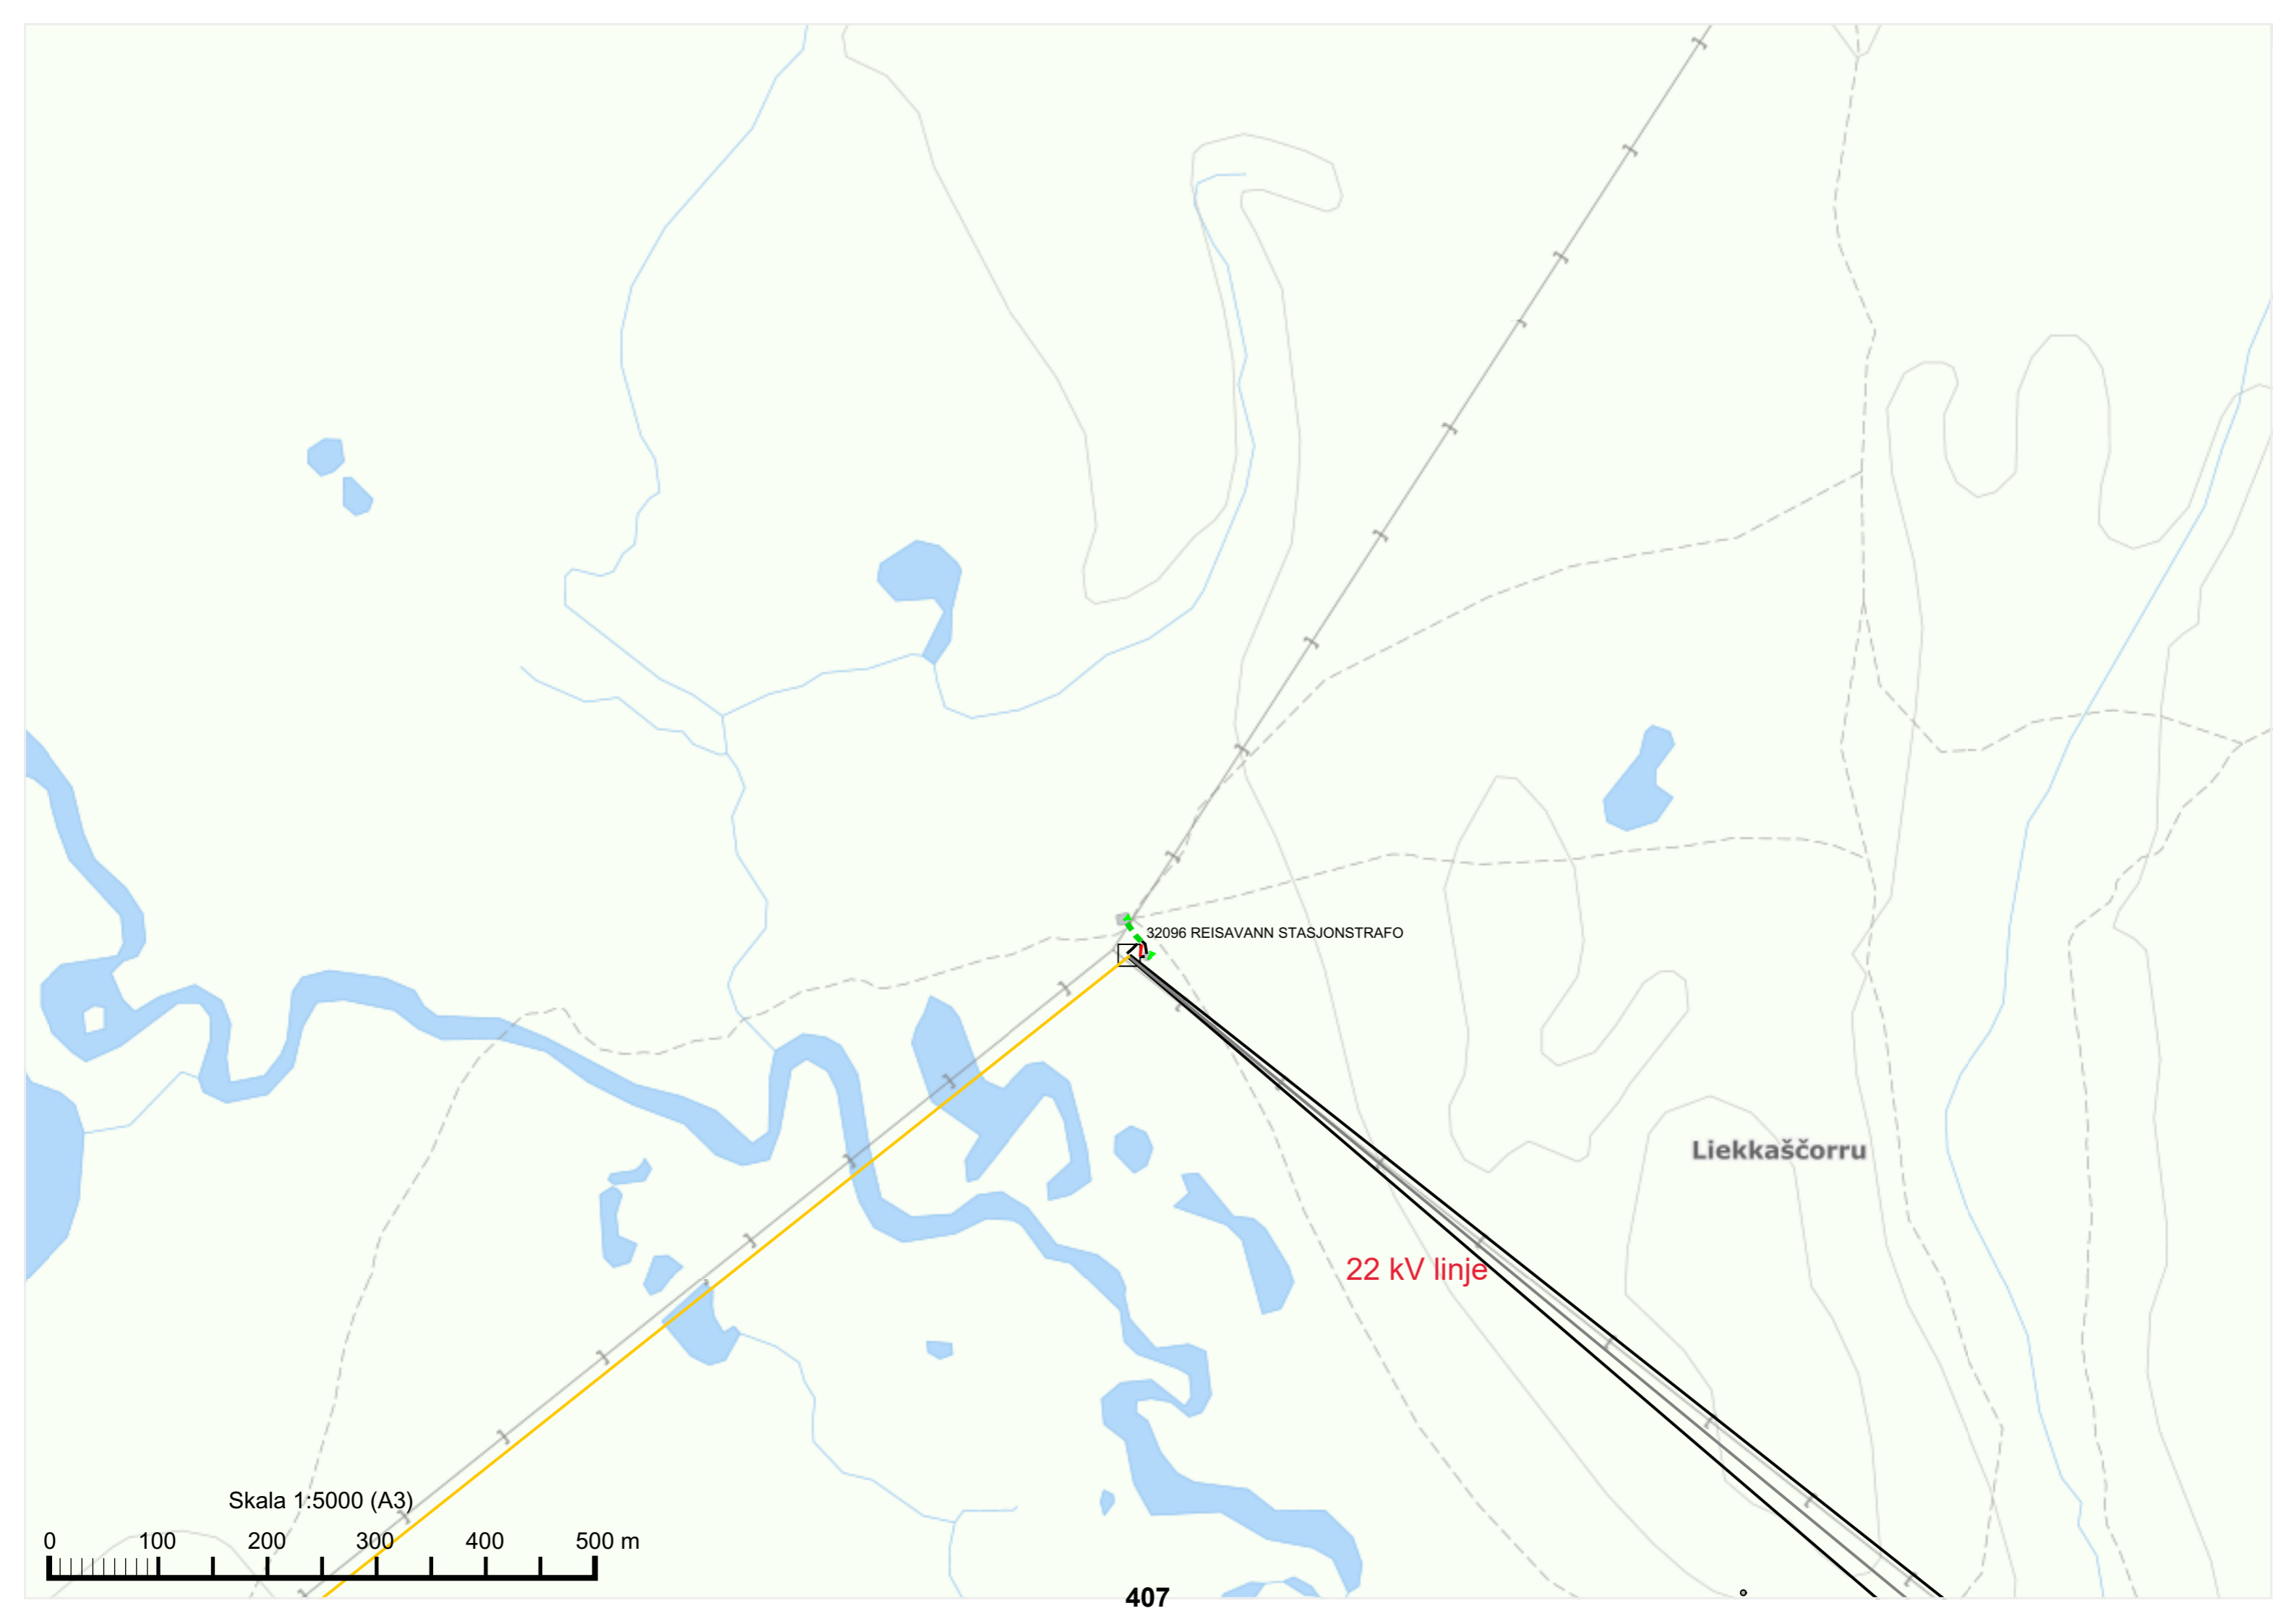 32096 REISAVANN STASJONSTRAFO
Liekkaščorru
22 kV linje
Skala 1:5000 (A3)
0 100 200 300 400 500 m
407